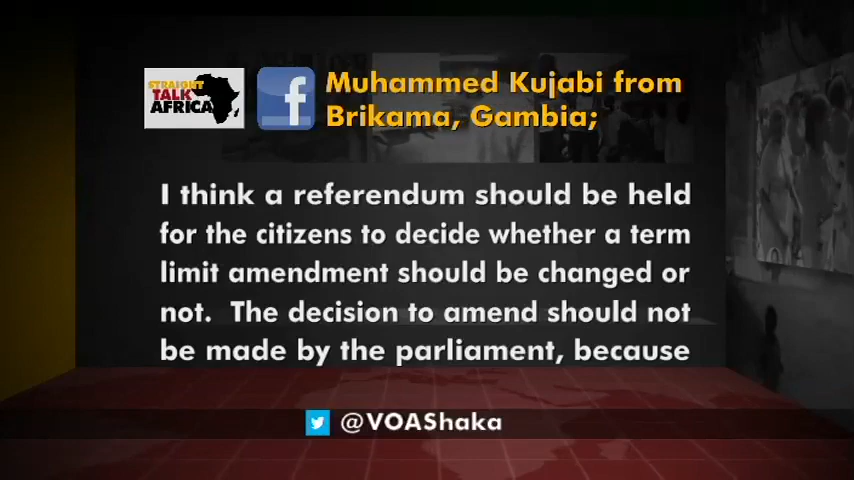 STRAIGHT
TALK
AFRICA
f
Muhammed Kujabi from
Brikama, Gambia;
I think a referendum should be held
for the citizens to decide whether a term
limit amendment should be changed or
not.  The decision to amend should not
be made by the parliament, because
@VOAShaka